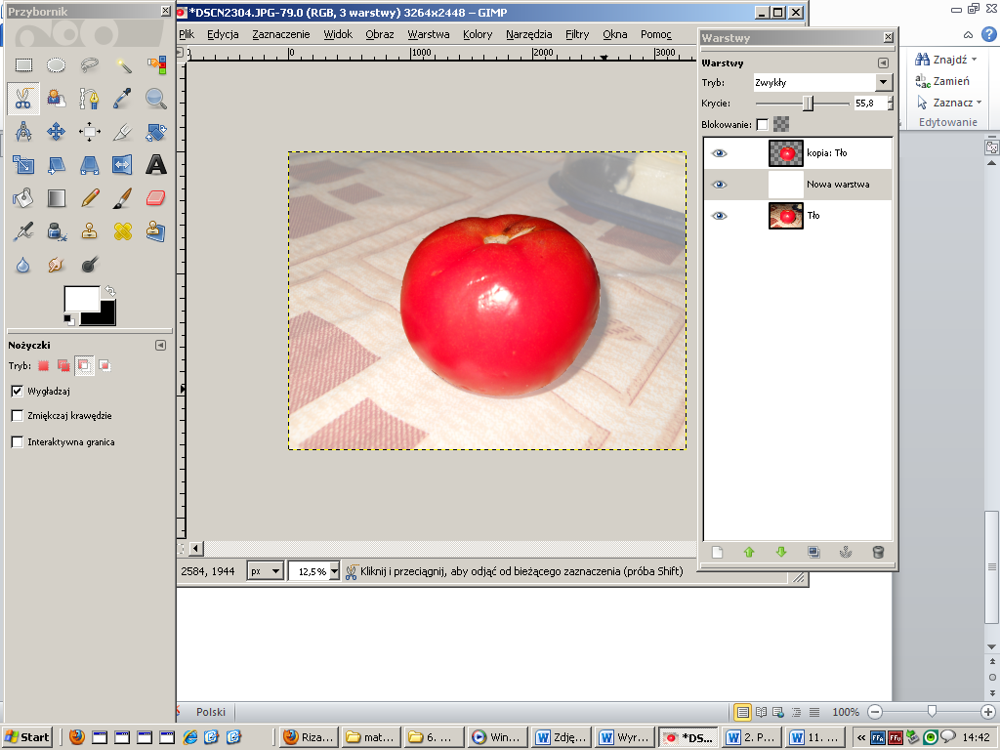 Przybornik
*DSCN2304.JPG-79.0 (RGB, 3 warstwy) 3264x2448 – GIMP
Plik Edycja Zaznaczenie Widok Obraz Warstwa Kolory Narzędzia Filtry Okna Pomoc
0 1000 2000 3000
Warstwy
Warstwy
Tryb: Zwykły
Krycie: 55,8
Blokowanie:
kopia: Tło
Nowa warstwa
Tło
Znajdź
Zamień
Zaznacz
Edytowanie
Nożyczki
Tryb:
Wygładzaj
Zmiękczaj krawędzie
Interaktywna granica
2584, 1944 px 12,5% Kliknij i przeciągnij, aby odjąć od bieżącego zaznaczenia (próba Shift)
Polski 100%
Start Riza... mat... 6. ... Win... Zdję... Wyr... *DS... 2. P... 11. ... « 14:42